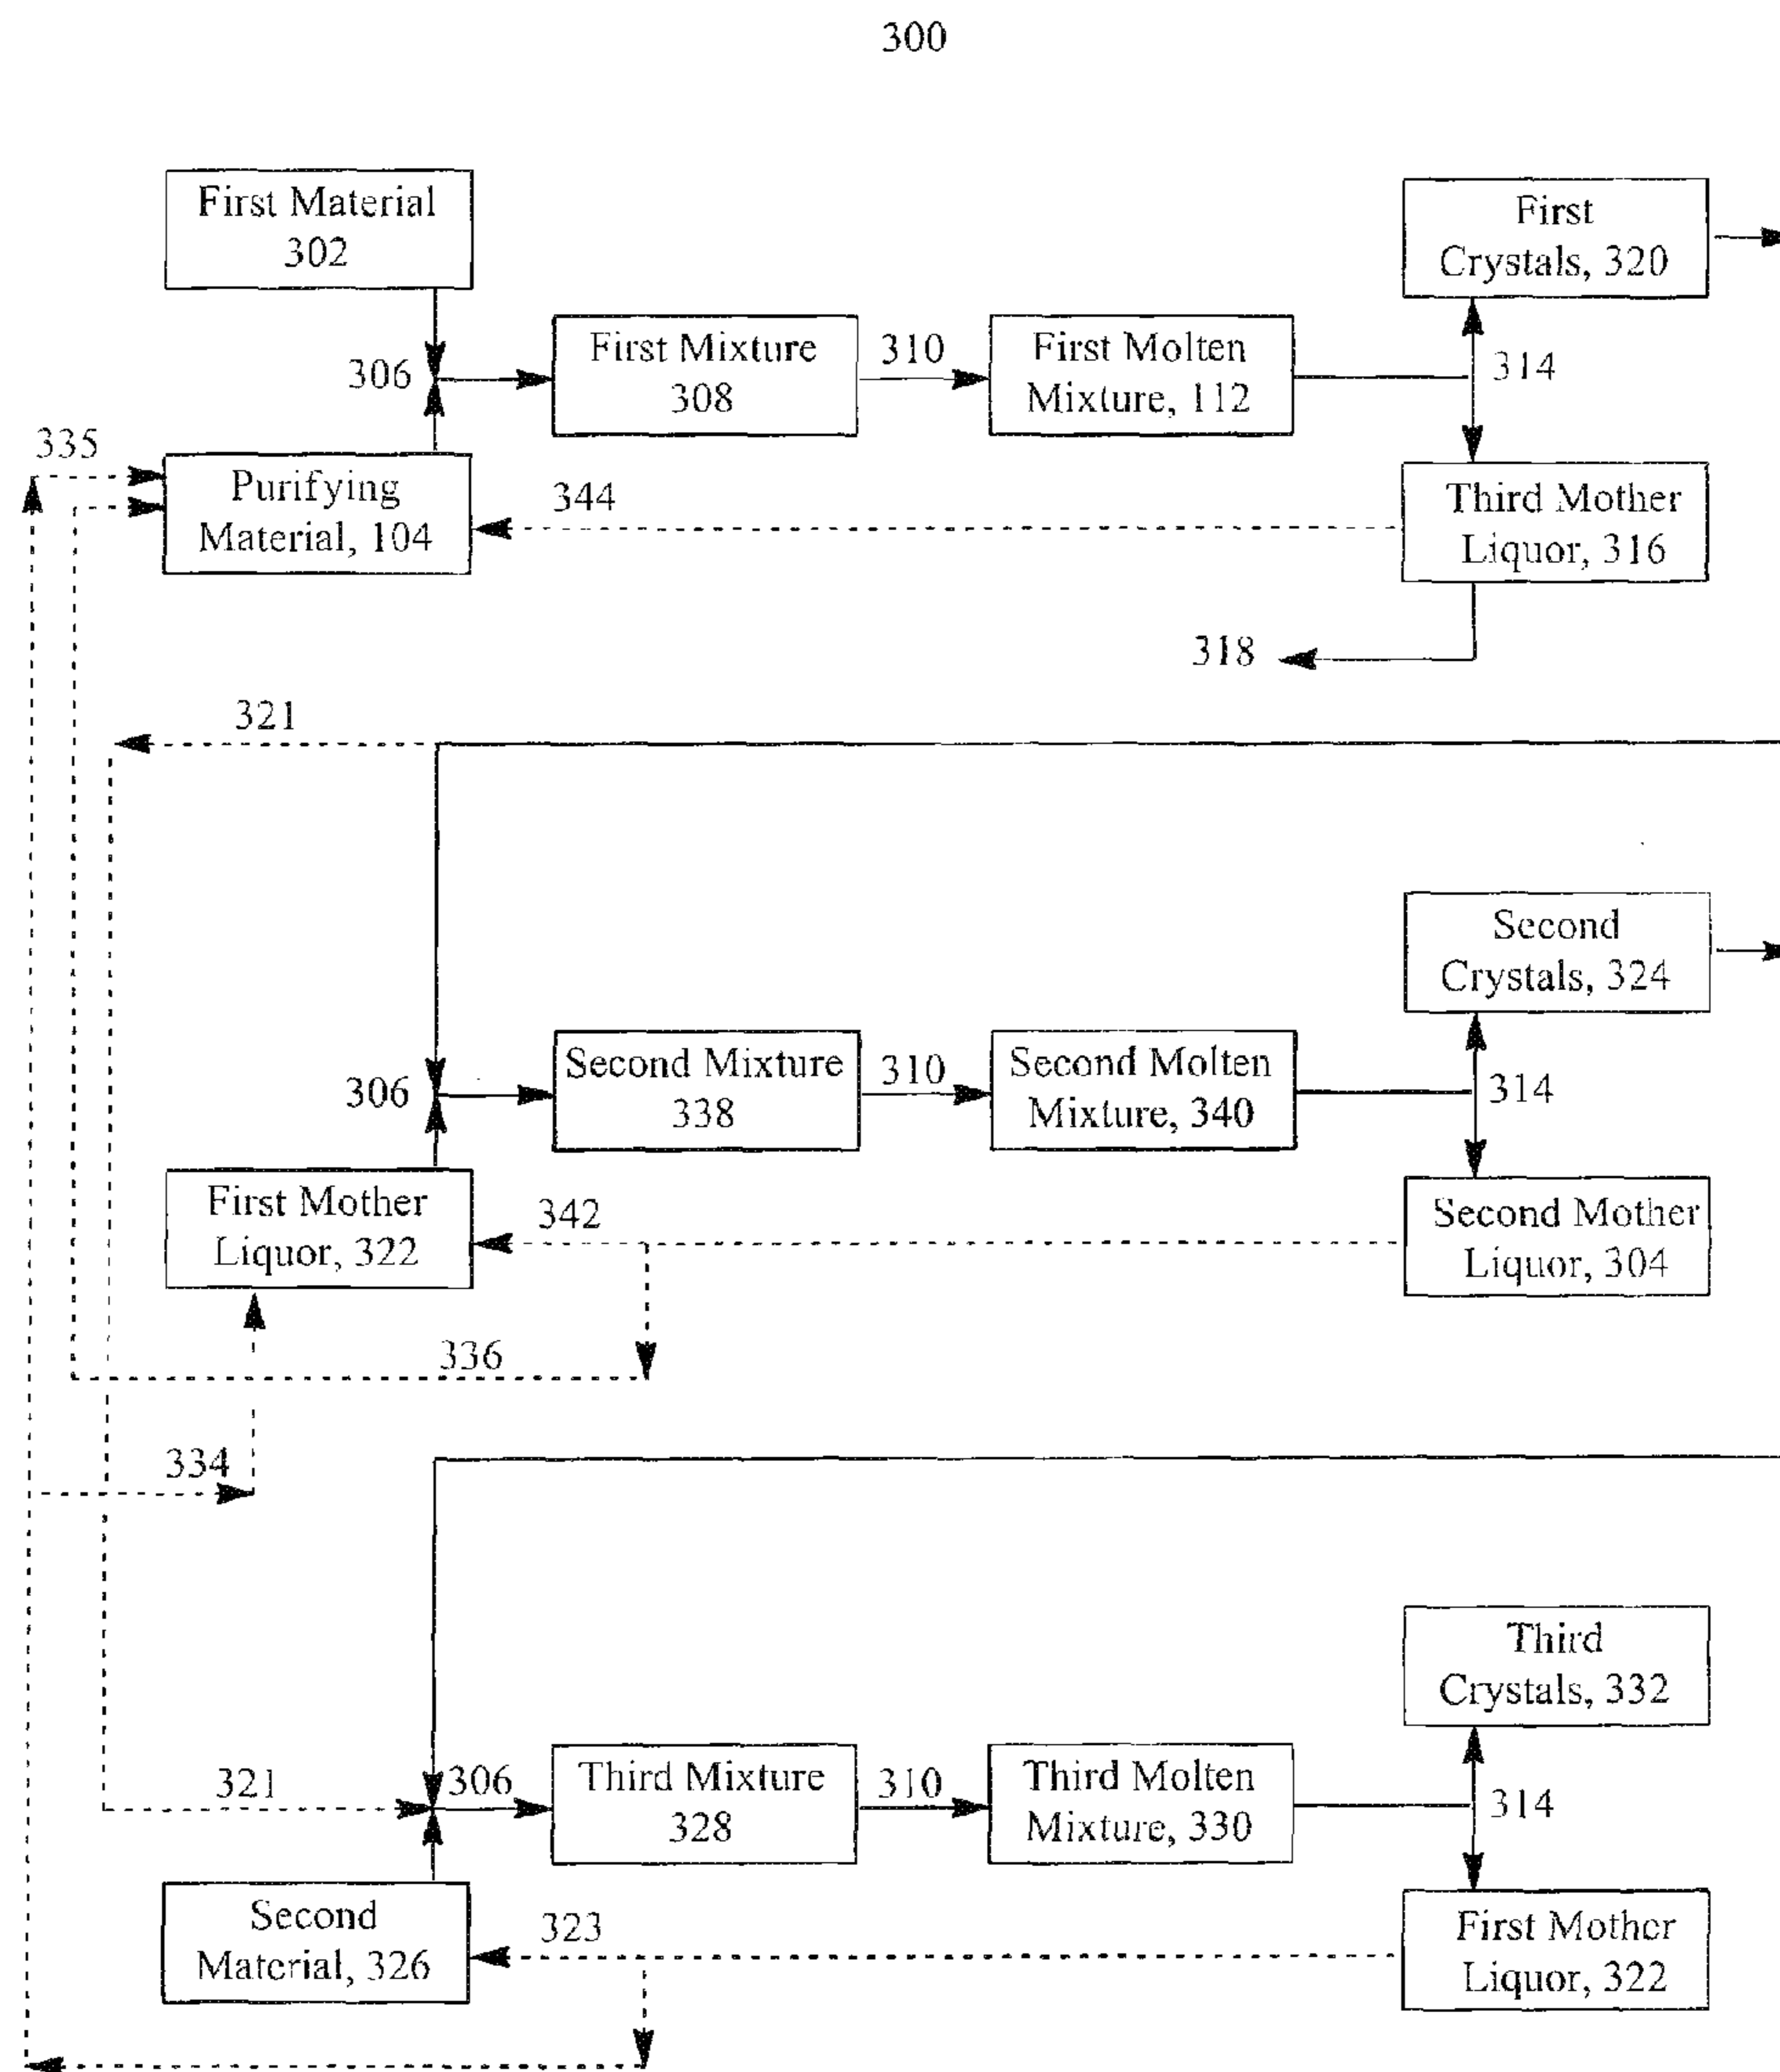 300
First Material
302
First
Crystals, 320
306
First Mixture
308
310
First Molten
Mixture, 112
314
335
Purifying
Material, 104
344
Third Mother
Liquor, 316
318
321
Second
Crystals, 324
306
Second Mixture
338
310
Second Molten
Mixture, 340
314
First Mother
Liquor, 322
342
Second Mother
Liquor, 304
336
334
Third
Crystals, 332
321
306
Third Mixture
328
310
Third Molten
Mixture, 330
314
Second
Material, 326
323
First Mother
Liquor, 322